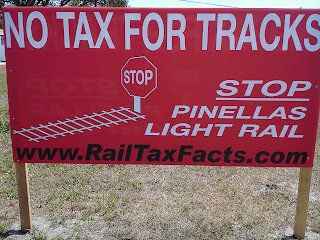 NO TAX FOR TRACKS
STOP
STOP
PINELLAS
LIGHT RAIL
www.RailTaxFacts.com